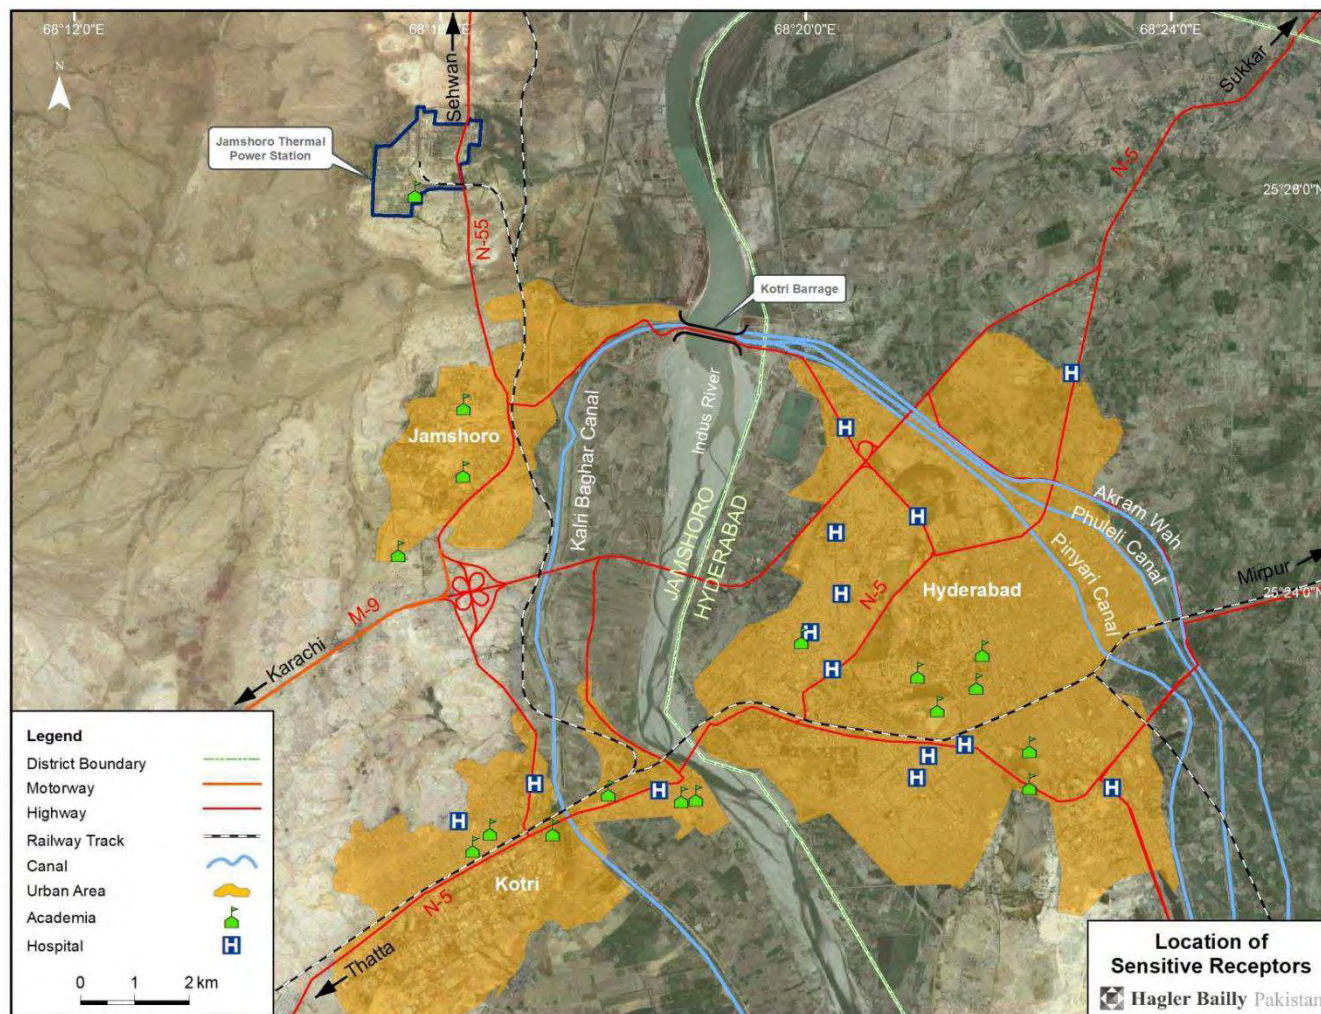 68°12'0"E
68°16'0"E
68°20'0"E
68°24'0"E
Sehwan
Sukkar
N-5
Jamshoro Thermal
Power Station
25°28'0"N
N-55
Kotri Barrage
Indus River
Jamshoro
Kalri Baghar Canal
JAMSHORO
HYDERABAD
Akram Wah
Phuleli Canal
Pinyari Canal
Mirpur
Hyderabad
25°24'0"N
N-5
M-9
Karachi
Kotri
N-5
Thatta
Legend
District Boundary
Motorway
Highway
Railway Track
Canal
Urban Area
Academia
Hospital
0 1 2 km
N
H
H
H
H
H
H
H
H
H
H
H
H
H
H
Location of
Sensitive Receptors
Hagler Bailly Pakistan